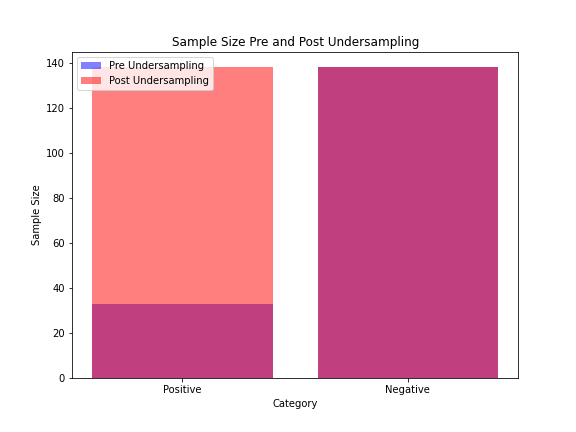 Sample Size Pre and Post Undersampling
Pre Undersampling
Post Undersampling
140
120
100
80
60
40
20
0
Sample Size
Positive
Negative
Category